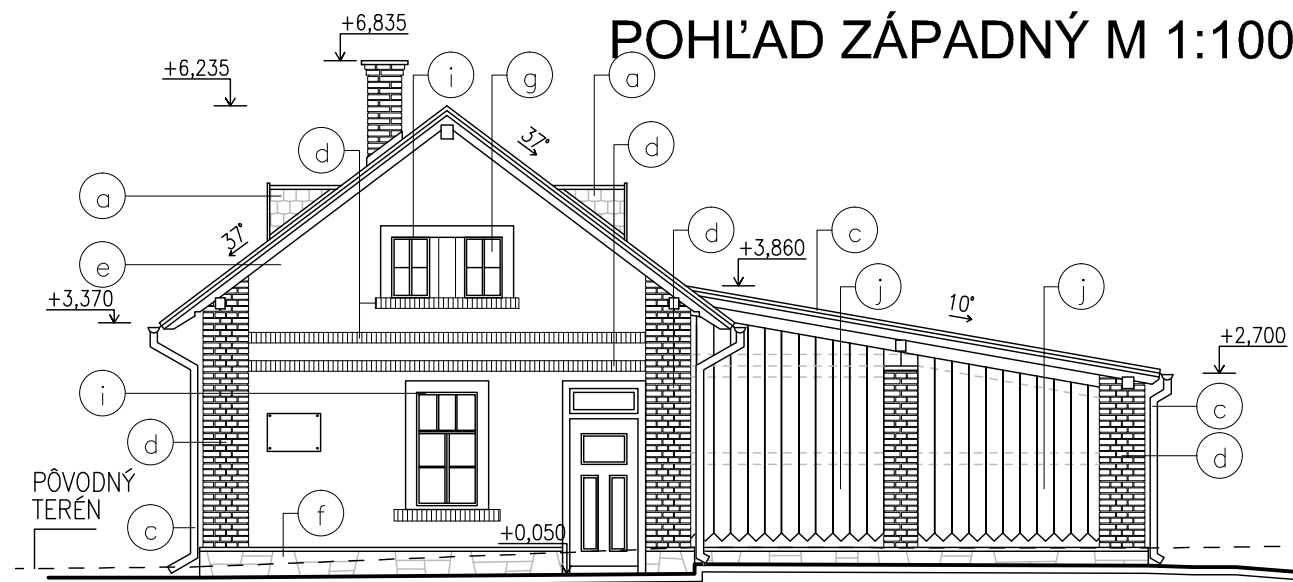 POHĽAD ZÁPADNÝ M 1:100
+6,835
+6,235
i
g
a
d
37°
d
a
37°
d
c
e
+3,860
j
j
+3,370
10°
+2,700
i
c
d
d
PÔVODNÝ
TERÉN
f
c
+0,050